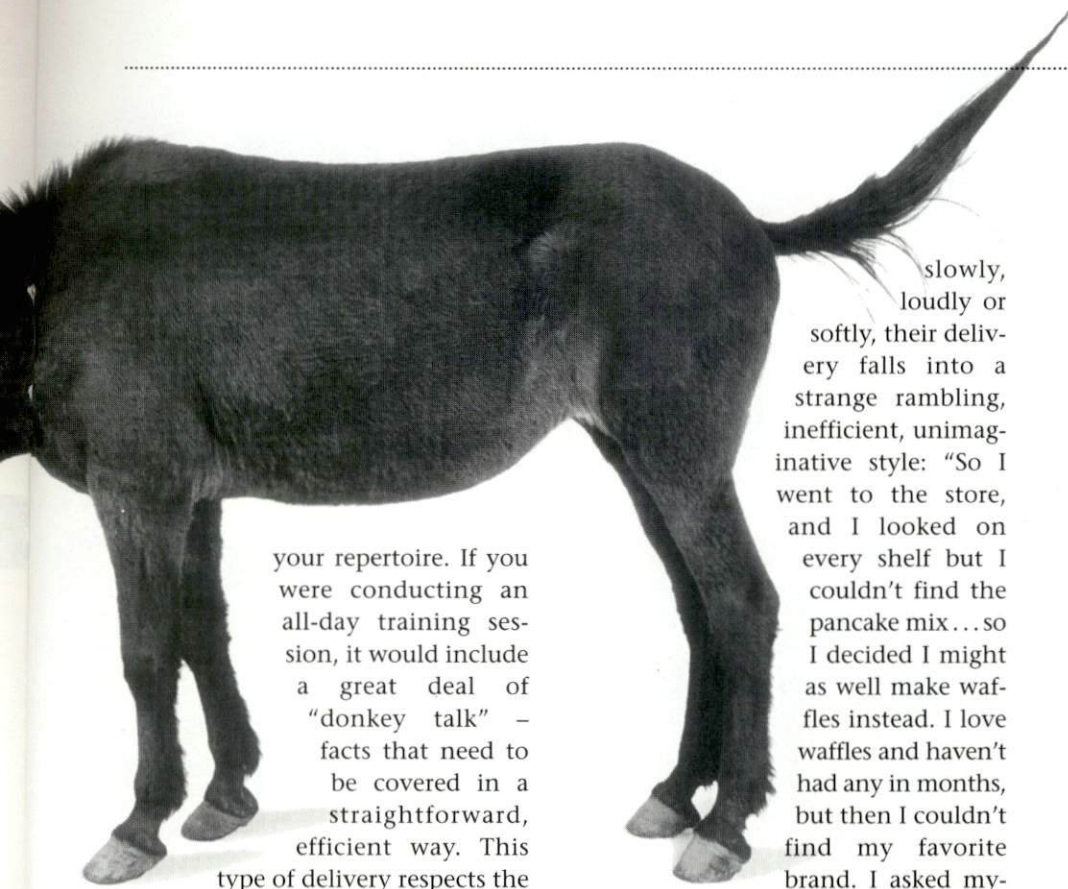 your repertoire. If you
were conducting an
all-day training ses-
sion, it would include
a great deal of
“donkey talk” –
facts that need to
be covered in a
straightforward,
efficient way. This
type of delivery respects the
slowly,
loudly or
softly, their deliv-
ery falls into a
strange rambling,
inefficient, unimag-
inative style: “So I
went to the store,
and I looked on
every shelf but I
couldn’t find the
pancake mix...so
I decided I might
as well make waf-
fles instead. I love
waffles and haven’t
had any in months,
but then I couldn’t
find my favorite
brand. I asked my-